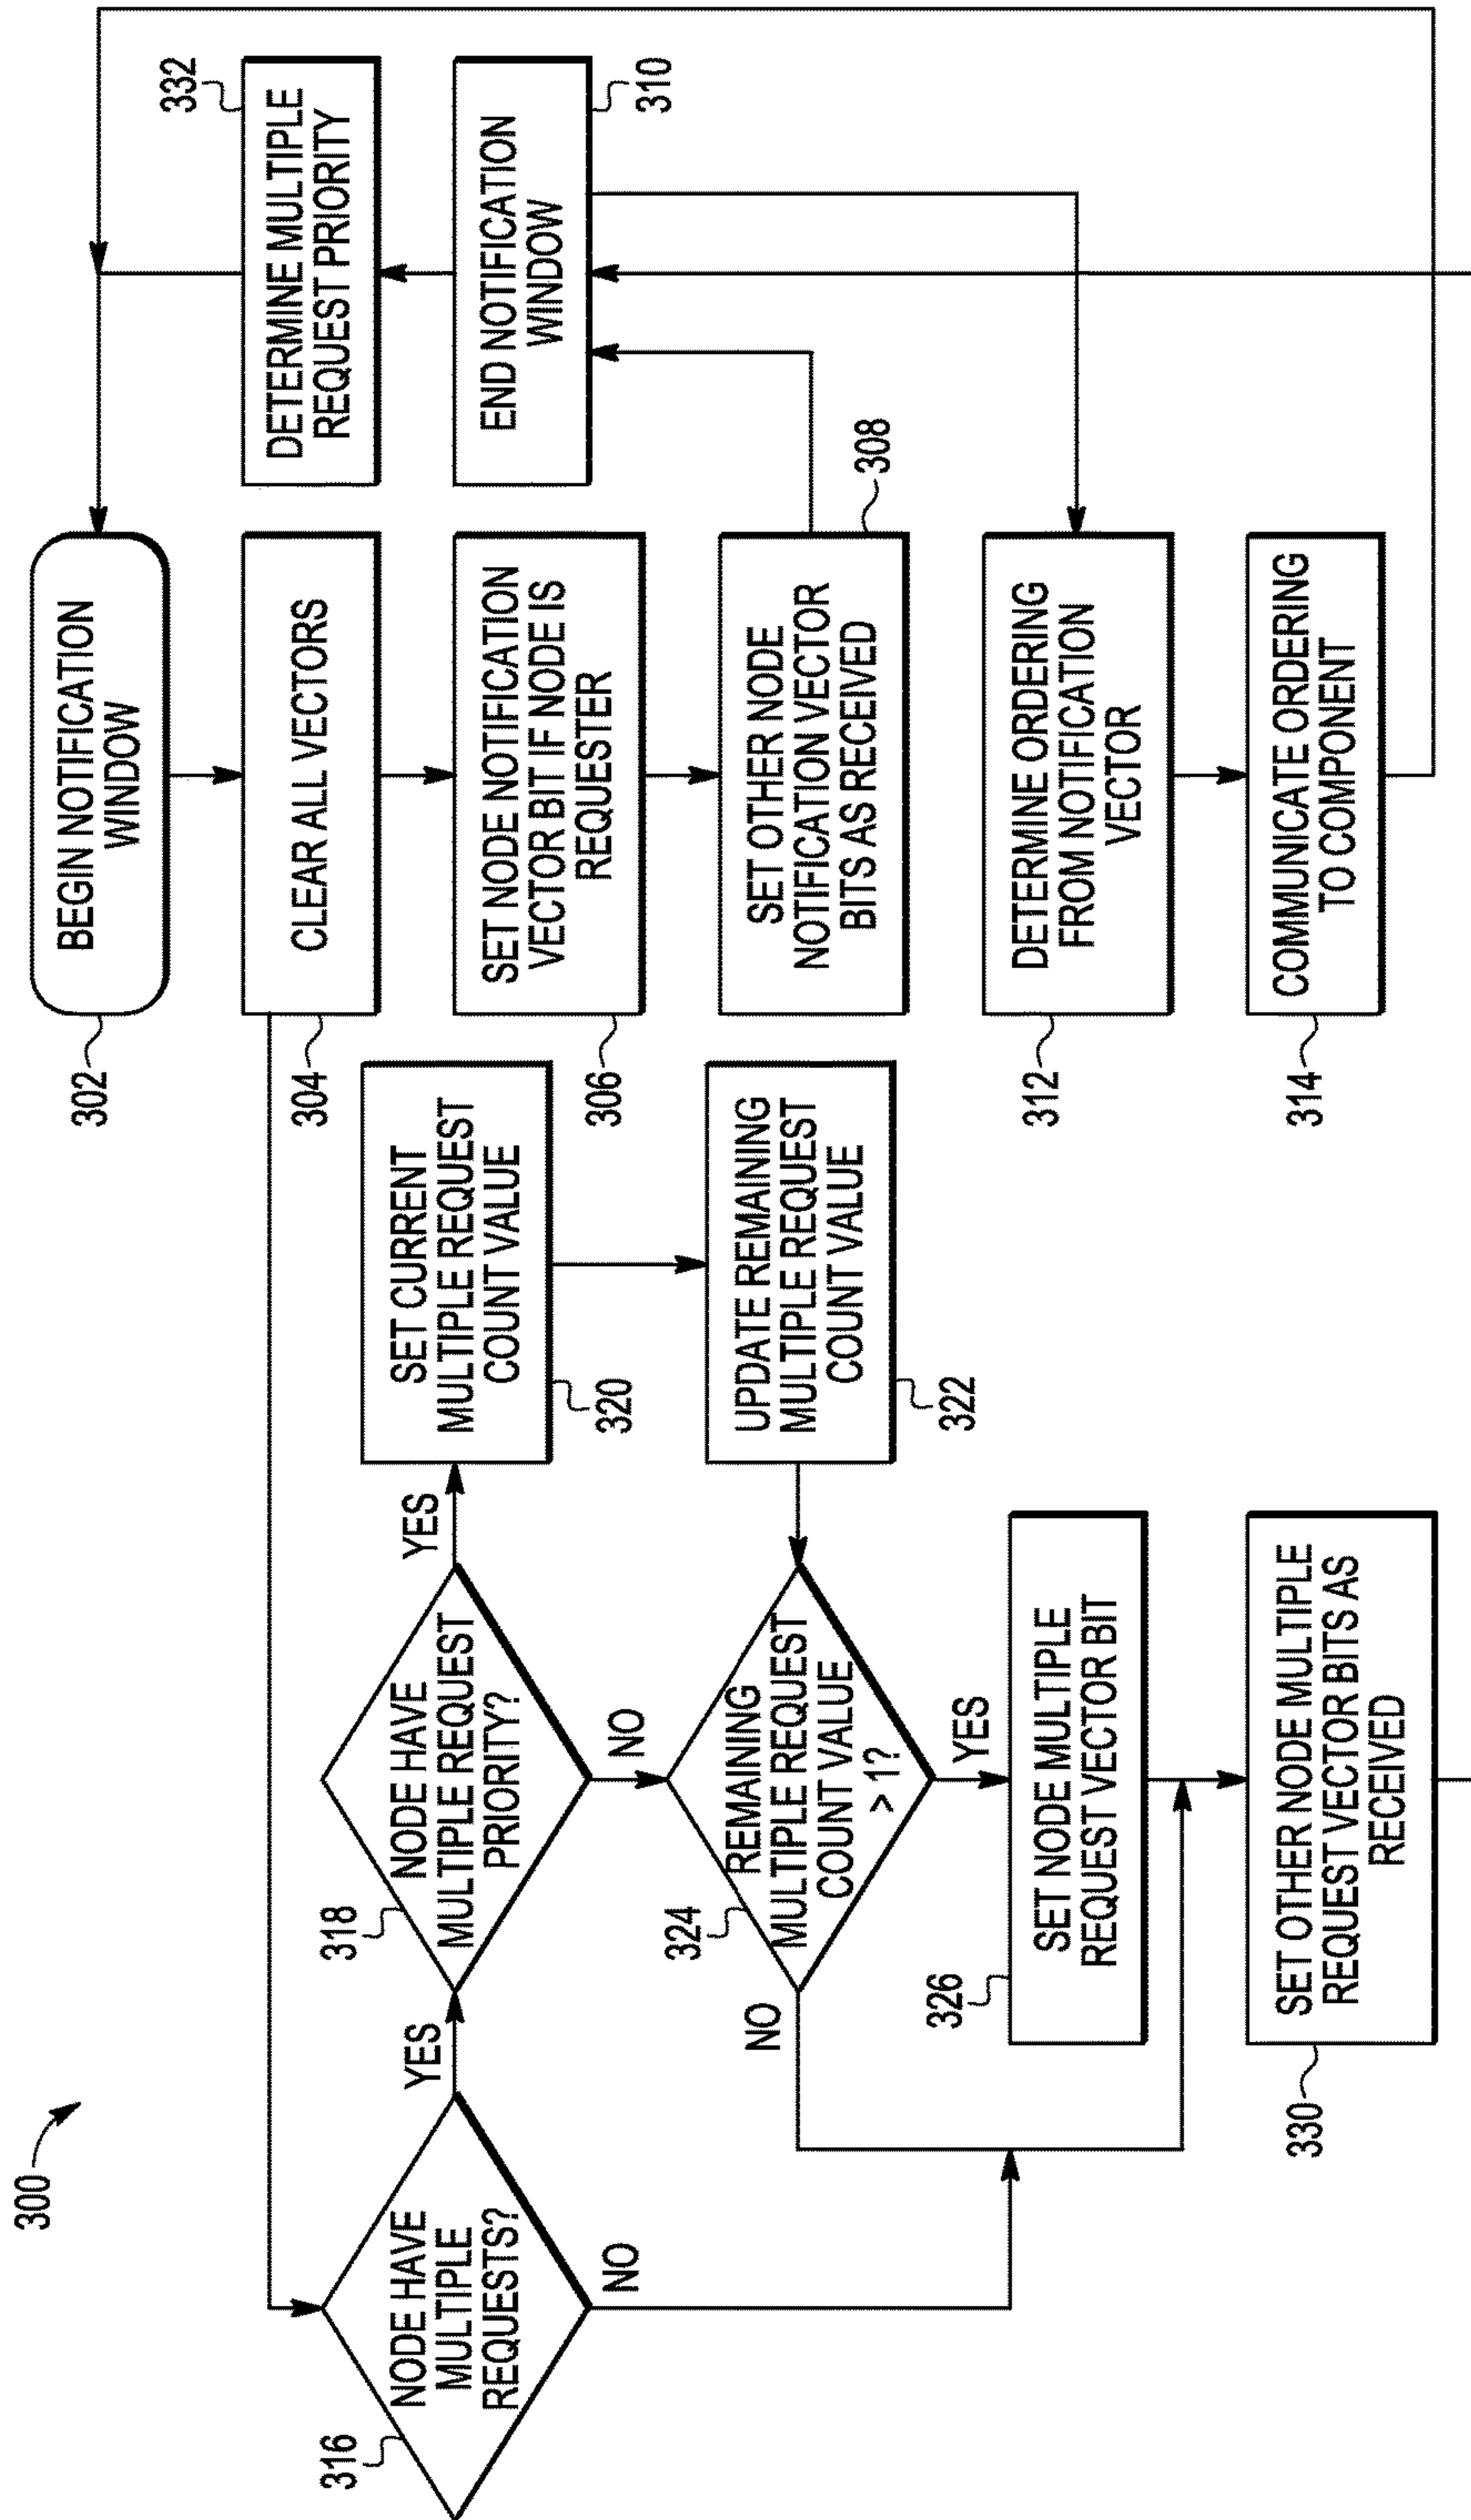 300
BEGIN NOTIFICATION
WINDOW
302
CLEAR ALL VECTORS
304
SET NODE NOTIFICATION
VECTOR BIT IF NODE IS
REQUESTER
306
SET OTHER NODE
NOTIFICATION VECTOR
BITS AS RECEIVED
308
END NOTIFICATION
WINDOW
310
DETERMINE MULTIPLE
REQUEST PRIORITY
332
DETERMINE ORDERING
FROM NOTIFICATION
VECTOR
312
COMMUNICATE ORDERING
TO COMPONENT
314
NODE HAVE
MULTIPLE
REQUESTS?
316
YES
NO
NODE HAVE
MULTIPLE REQUEST
PRIORITY?
318
YES
NO
SET CURRENT
MULTIPLE REQUEST
COUNT VALUE
320
UPDATE REMAINING
MULTIPLE REQUEST
COUNT VALUE
322
REMAINING
MULTIPLE REQUEST
COUNT VALUE
> 1?
324
NO
YES
SET NODE MULTIPLE
REQUEST VECTOR BIT
326
SET OTHER NODE MULTIPLE
REQUEST VECTOR BITS AS
RECEIVED
330